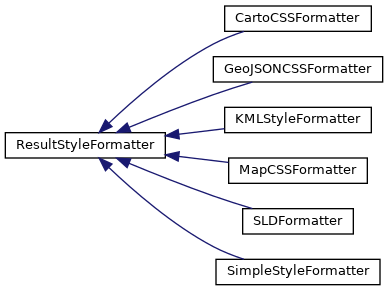 CartoCSSFormatter
GeoJSONCSSFormatter
KMLStyleFormatter
ResultStyleFormatter
MapCSSFormatter
SLDFormatter
SimpleStyleFormatter